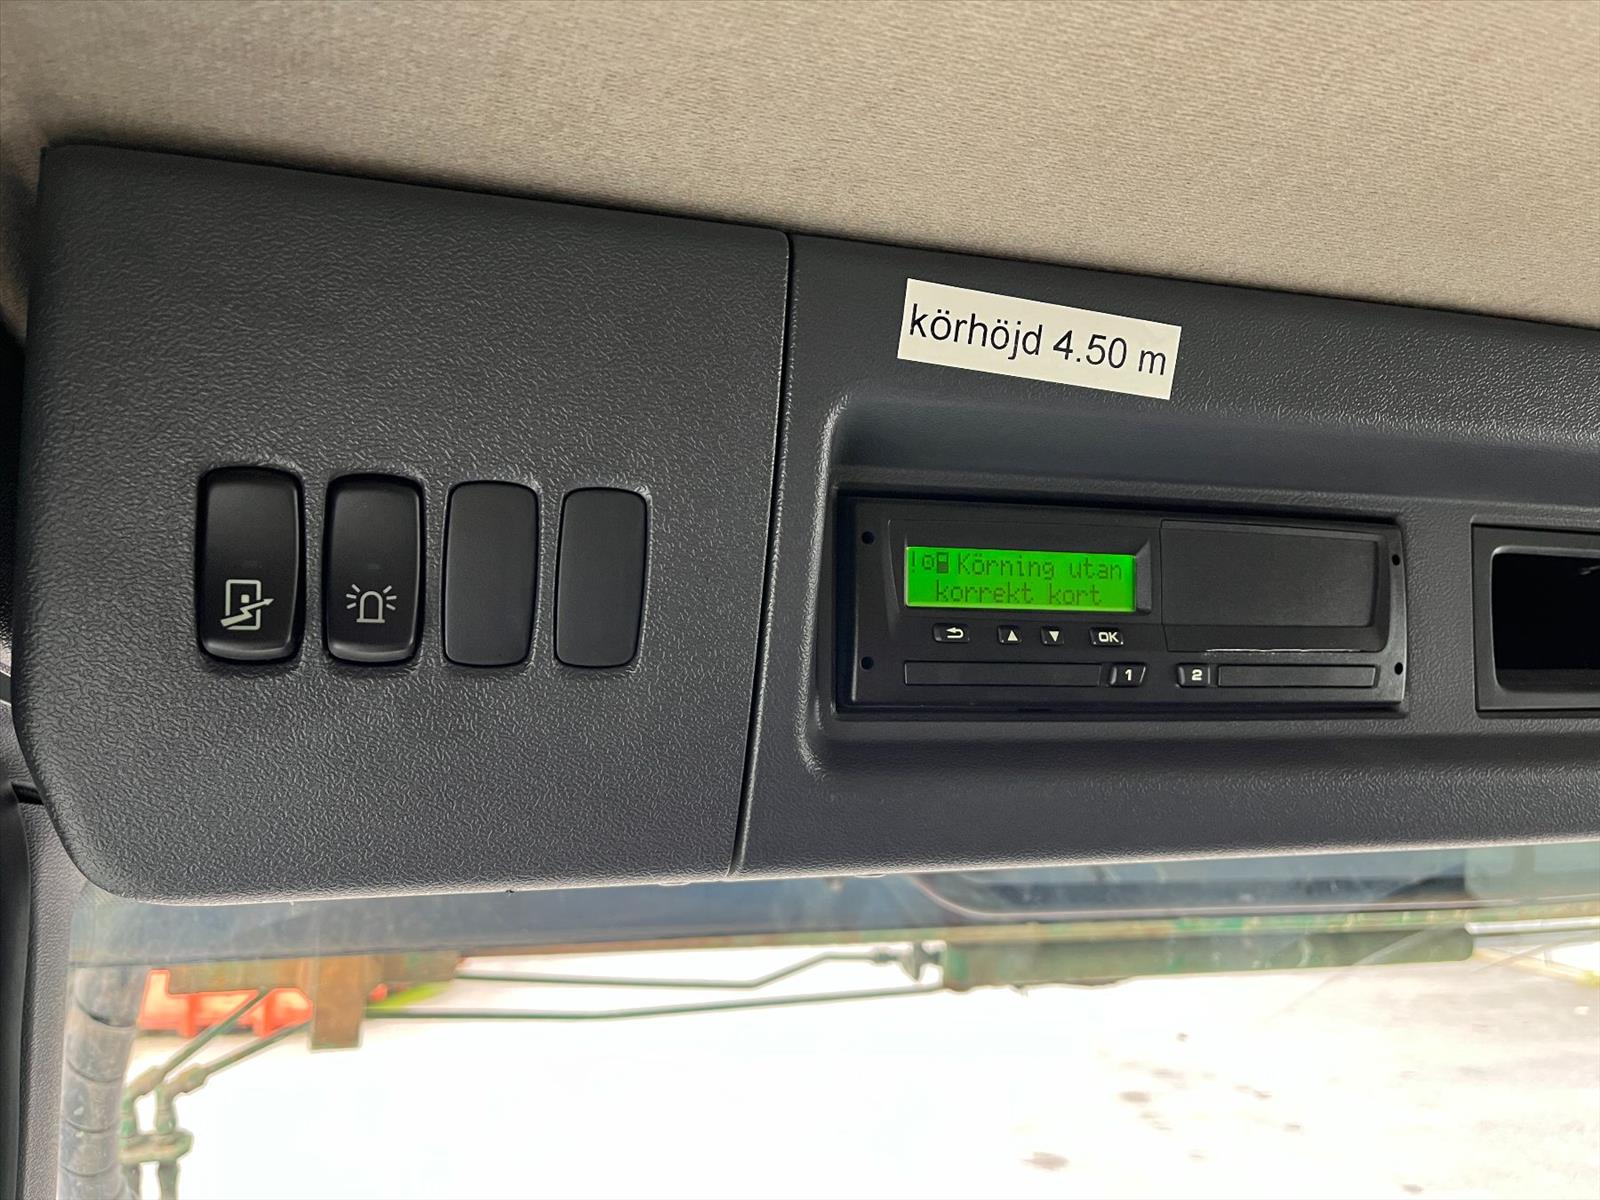 körhöjd 4.50 m
! Körning utan
korrekt kort
OK
1 2